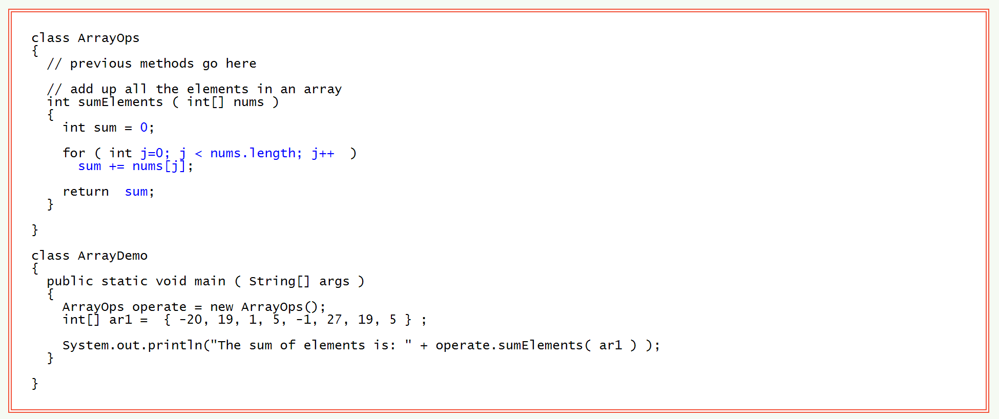 class ArrayOps
{
  // previous methods go here

  // add up all the elements in an array
  int sumElements ( int[] nums )
  {
    int sum = 0;

    for ( int j=0; j < nums.length; j++  )
      sum += nums[j];

    return  sum;
  }

}

class ArrayDemo
{
  public static void main ( String[] args )
  {
    ArrayOps operate = new ArrayOps();
    int[] ar1 =  { -20, 19, 1, 5, -1, 27, 19, 5 } ;

    System.out.println("The sum of elements is: " + operate.sumElements( ar1 ) );
  }

}